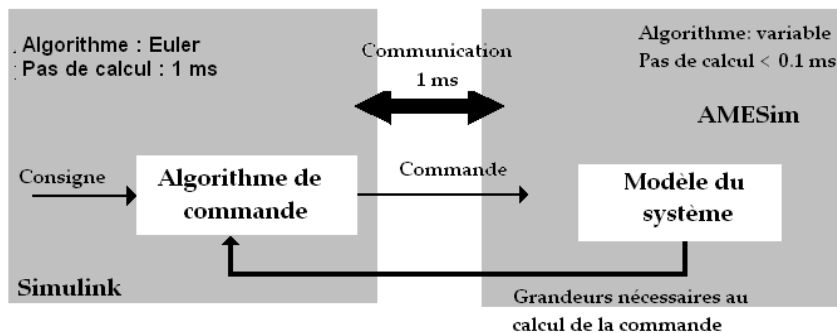 . Algorithme : Euler
Pas de calcul : 1 ms
Communication
1 ms
Algorithme: variable
Pas de calcul < 0.1 ms
AMESim
Consigne
Algorithme de
commande
Commande
Modèle du
système
Simulink
Grandeurs nécessaires au
calcul de la commande